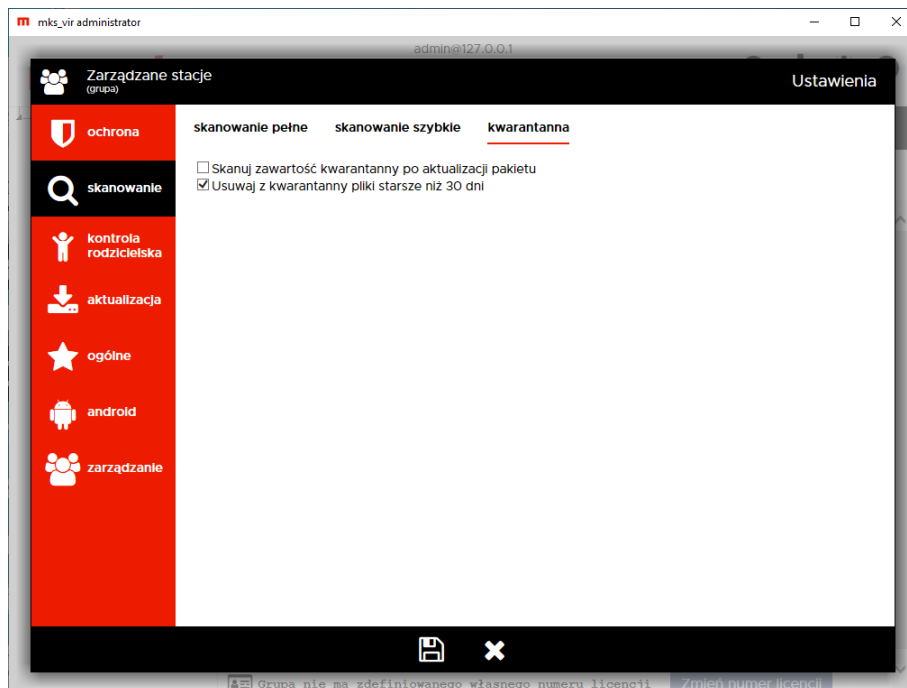 mks_vir administrator
admin@127.0.0.1
Zarządzane stacje
(grupa)
Ustawienia
ochrona
skanowanie
kontrola
rodzicielska
aktualizacja
ogólne
android
zarządzanie
skanowanie pełne skanowanie szybkie kwarantanna
Skanuj zawartość kwarantanny po aktualizacji pakietu
Usuwaj z kwarantanny pliki starsze niż 30 dni
Grupa nie ma zdefiniowanego własnego numeru licencji
Zmień numer licencji